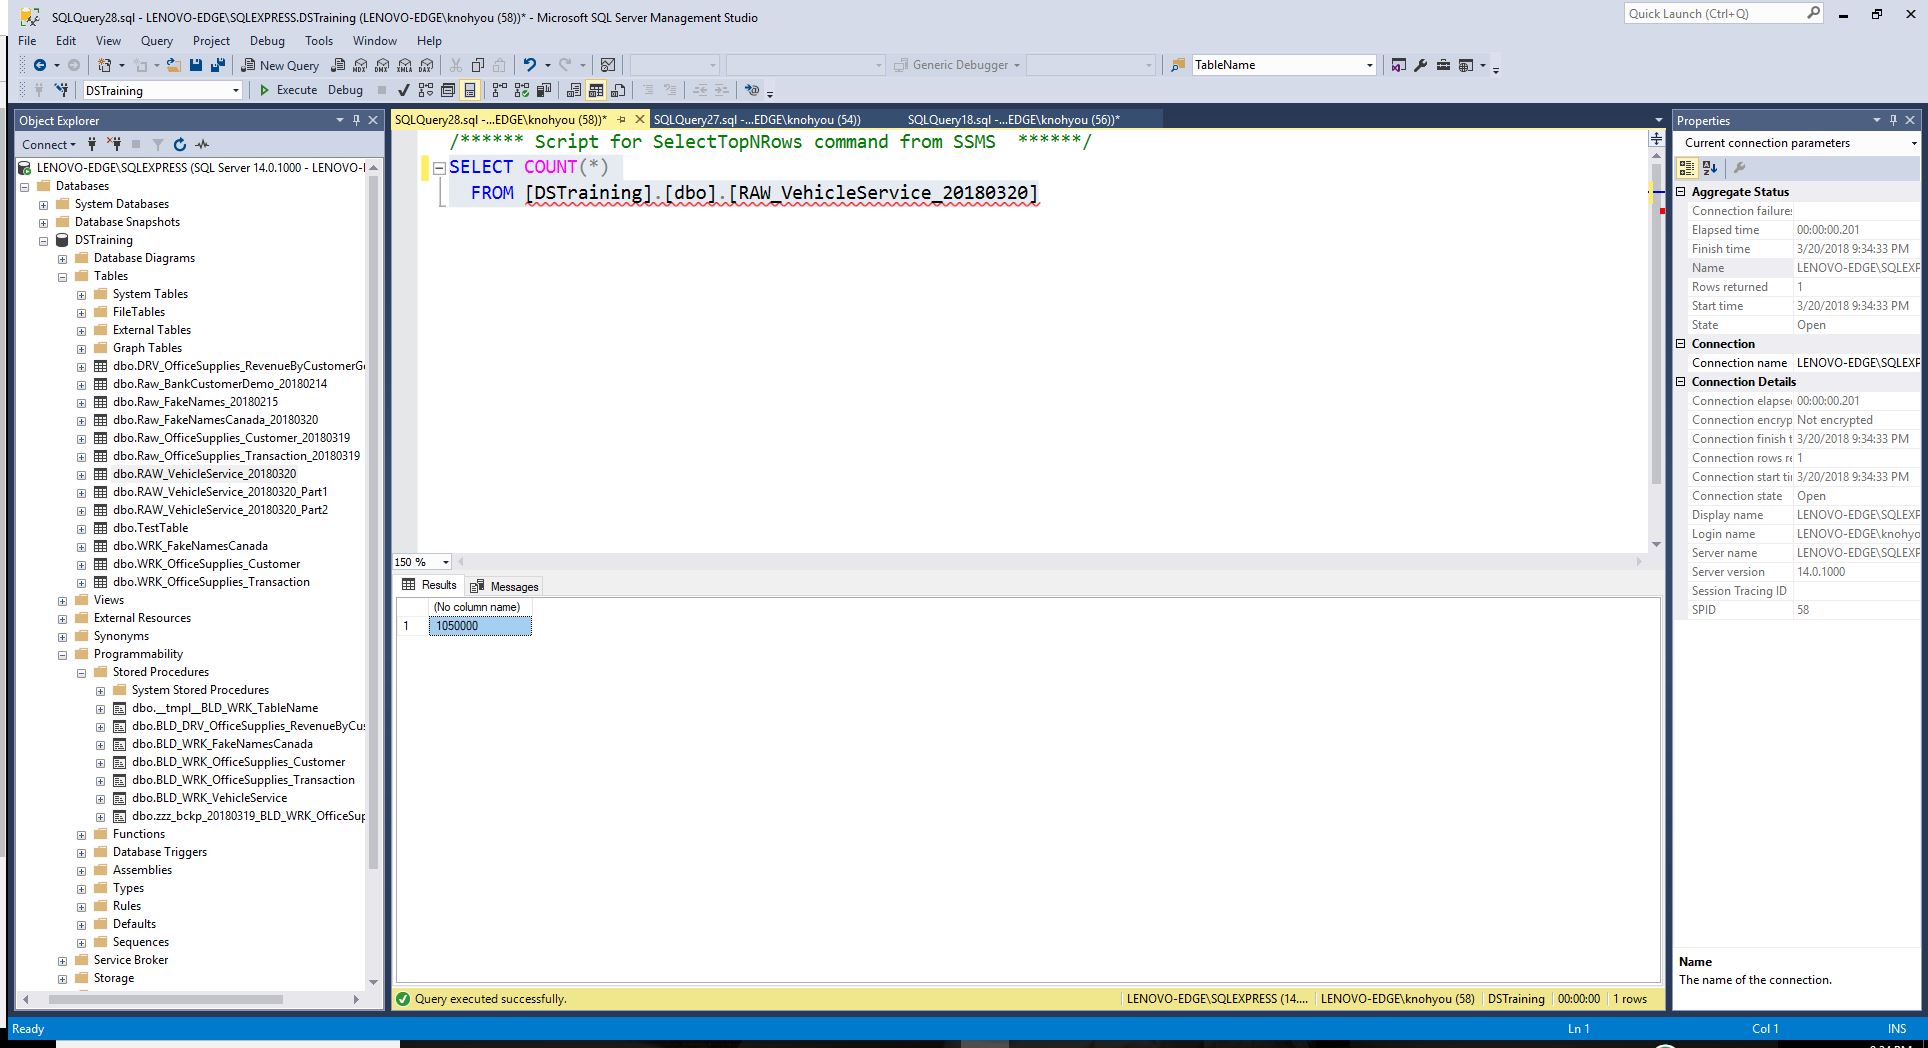 SQLQuery28.sql - LENOVO-EDGE\SQLEXPRESS.DSTraining (LENOVO-EDGE\knohyou (58))* - Microsoft SQL Server Management Studio
Quick Launch (Ctrl+Q)
File Edit View Query Project Debug Tools Window Help
New Query MDX DMX XMLA DAX Generic Debugger TableName
DSTraining Execute Debug
Object Explorer
Connect
LENOVO-EDGE\SQLEXPRESS (SQL Server 14.0.1000 - LENOVO-
Databases
System Databases
Database Snapshots
DSTraining
Database Diagrams
Tables
System Tables
FileTables
External Tables
Graph Tables
dbo.DRV_OfficeSupplies_RevenueByCustomerG
dbo.Raw_BankCustomerDemo_20180214
dbo.Raw_FakeNames_20180215
dbo.Raw_FakeNamesCanada_20180320
dbo.Raw_OfficeSupplies_Customer_20180319
dbo.Raw_OfficeSupplies_Transaction_20180319
dbo.RAW_VehicleService_20180320
dbo.RAW_VehicleService_20180320_Part1
dbo.RAW_VehicleService_20180320_Part2
dbo.TestTable
dbo.WRK_FakeNamesCanada
dbo.WRK_OfficeSupplies_Customer
dbo.WRK_OfficeSupplies_Transaction
Views
External Resources
Synonyms
Programmability
Stored Procedures
System Stored Procedures
dbo.__tmpl__BLD_WRK_TableName
dbo.BLD_DRV_OfficeSupplies_RevenueByCus
dbo.BLD_WRK_FakeNamesCanada
dbo.BLD_WRK_OfficeSupplies_Customer
dbo.BLD_WRK_OfficeSupplies_Transaction
dbo.BLD_WRK_VehicleService
dbo.zzz_bckp_20180319_BLD_WRK_OfficeSup
Functions
Database Triggers
Assemblies
Types
Rules
Defaults
Sequences
Service Broker
Storage
SQLQuery28.sql -...EDGE\knohyou (58))* SQLQuery27.sql -...EDGE\knohyou (54)) SQLQuery18.sql -...EDGE\knohyou (56))*
/****** Script for SelectTopNRows command from SSMS  ******/
SELECT COUNT(*)
FROM [DSTraining].[dbo].[RAW_VehicleService_20180320]
150 %
Results Messages
(No column name)
1 1050000
Query executed successfully. LENOVO-EDGE\SQLEXPRESS (14.... LENOVO-EDGE\knohyou (58) DSTraining 00:00:00 1 rows
Properties
Current connection parameters
Aggregate Status
Connection failures
Elapsed time 00:00:00.201
Finish time 3/20/2018 9:34:33 PM
Name LENOVO-EDGE\SQLEXP
Rows returned 1
Start time 3/20/2018 9:34:33 PM
State Open
Connection
Connection name LENOVO-EDGE\SQLEXP
Connection Details
Connection elapse 00:00:00.201
Connection encryp Not encrypted
Connection finish t 3/20/2018 9:34:33 PM
Connection rows re 1
Connection start ti 3/20/2018 9:34:33 PM
Connection state Open
Display name LENOVO-EDGE\SQLEXP
Login name LENOVO-EDGE\knohyo
Server name LENOVO-EDGE\SQLEXP
Server version 14.0.1000
Session Tracing ID
SPID 58
Name
The name of the connection.
Ready Ln 1 Col 1 INS